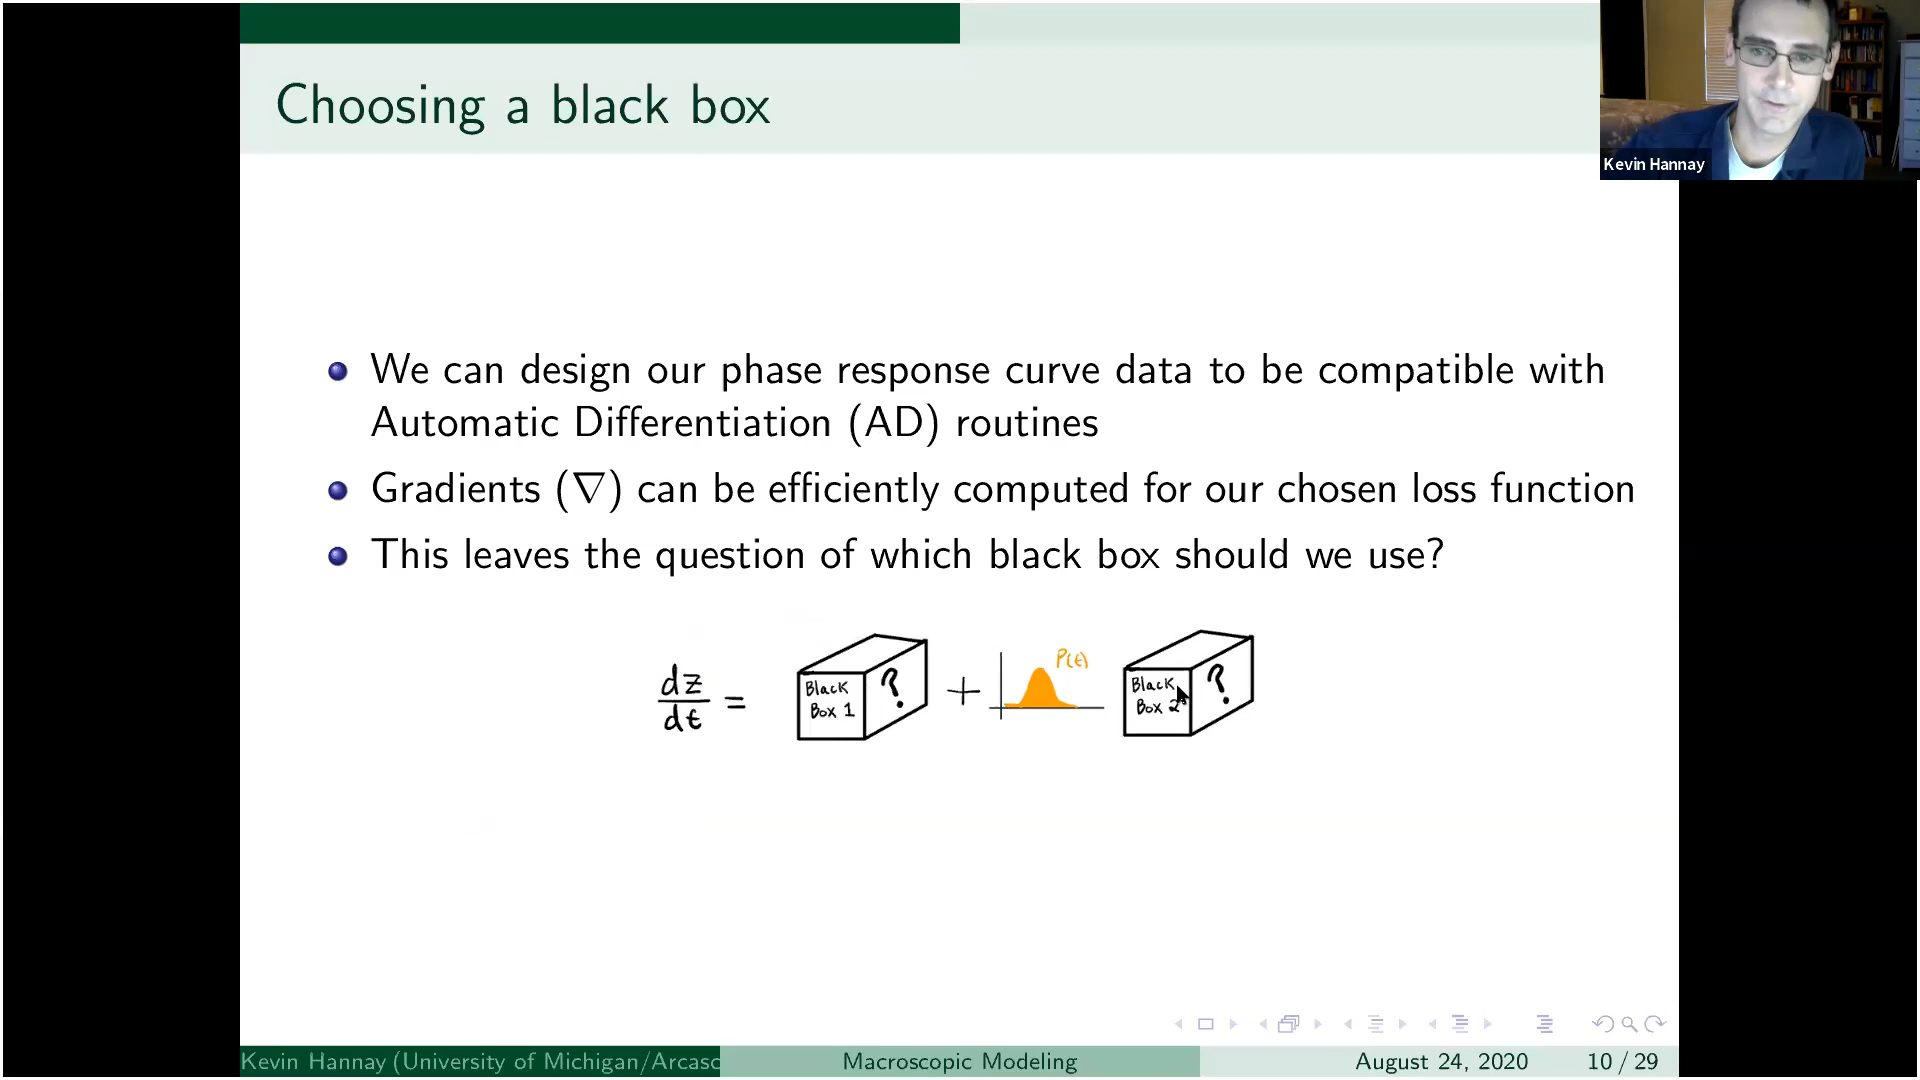 Choosing a black box
Kevin Hannay
We can design our phase response curve data to be compatible with
Automatic Differentiation (AD) routines
Gradients (∇) can be efficiently computed for our chosen loss function
This leaves the question of which black box should we use?
dz/dt = Black Box 1 ? + P(t) Black Box 2 ?
Kevin Hannay (University of Michigan/Arcasc
Macroscopic Modeling
August 24, 2020
10 / 29